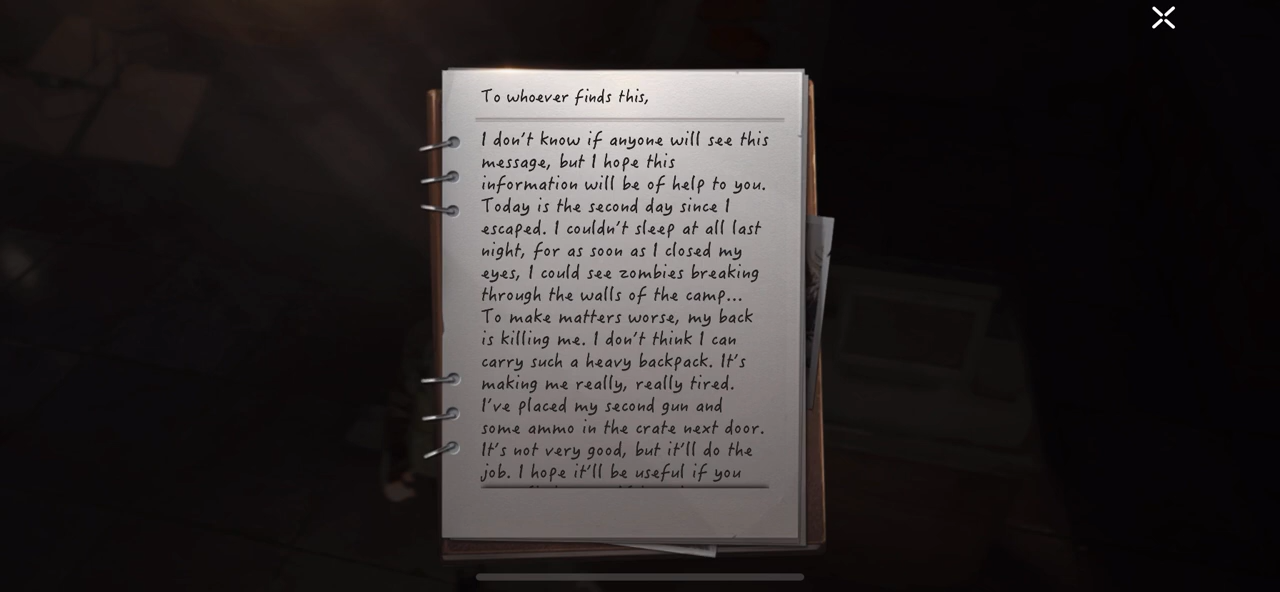 To whoever finds this,
I don't know if anyone will see this
message, but I hope this
information will be of help to you.
Today is the second day since I
escaped. I couldn't sleep at all last
night, for as soon as I closed my
eyes, I could see zombies breaking
through the walls of the camp...
To make matters worse, my back
is killing me. I don't think I can
carry such a heavy backpack. It's
making me really, really tired.
I've placed my second gun and
some ammo in the crate next door.
It's not very good, but it'll do the
job. I hope it'll be useful if you